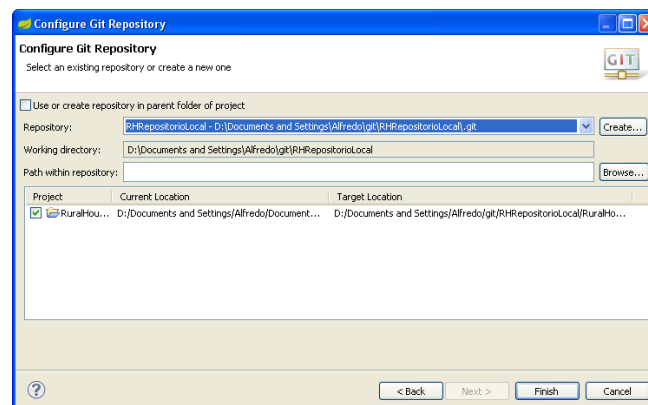 Configure Git Repository
Configure Git Repository
Select an existing repository or create a new one
GIT
Use or create repository in parent folder of project
Repository: RHRepositorioLocal - D:\Documents and Settings\Alfredo\git\RHRepositorioLocal\.git Create...
Working directory: D:\Documents and Settings\Alfredo\git\RHRepositorioLocal
Path within repository: Browse...
Project Current Location Target Location
RuralHou... D:/Documents and Settings/Alfredo/Document... D:/Documents and Settings/Alfredo/git/RHRepositorioLocal/RuralHo...
? < Back Next > Finish Cancel